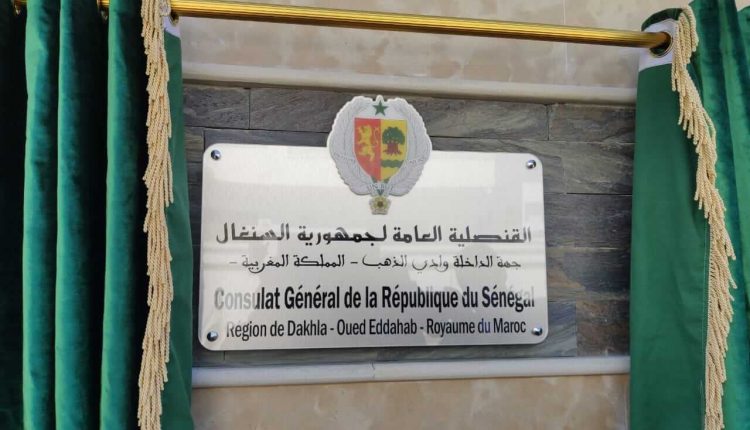 القنصلية العامة لجمهورية السنغال
جهة الداخلة وادي الذهب - المملكة المغربية -
Consulat Général de la République du Sénégal
Région de Dakhla - Oued Eddahab - Royaume du Maroc